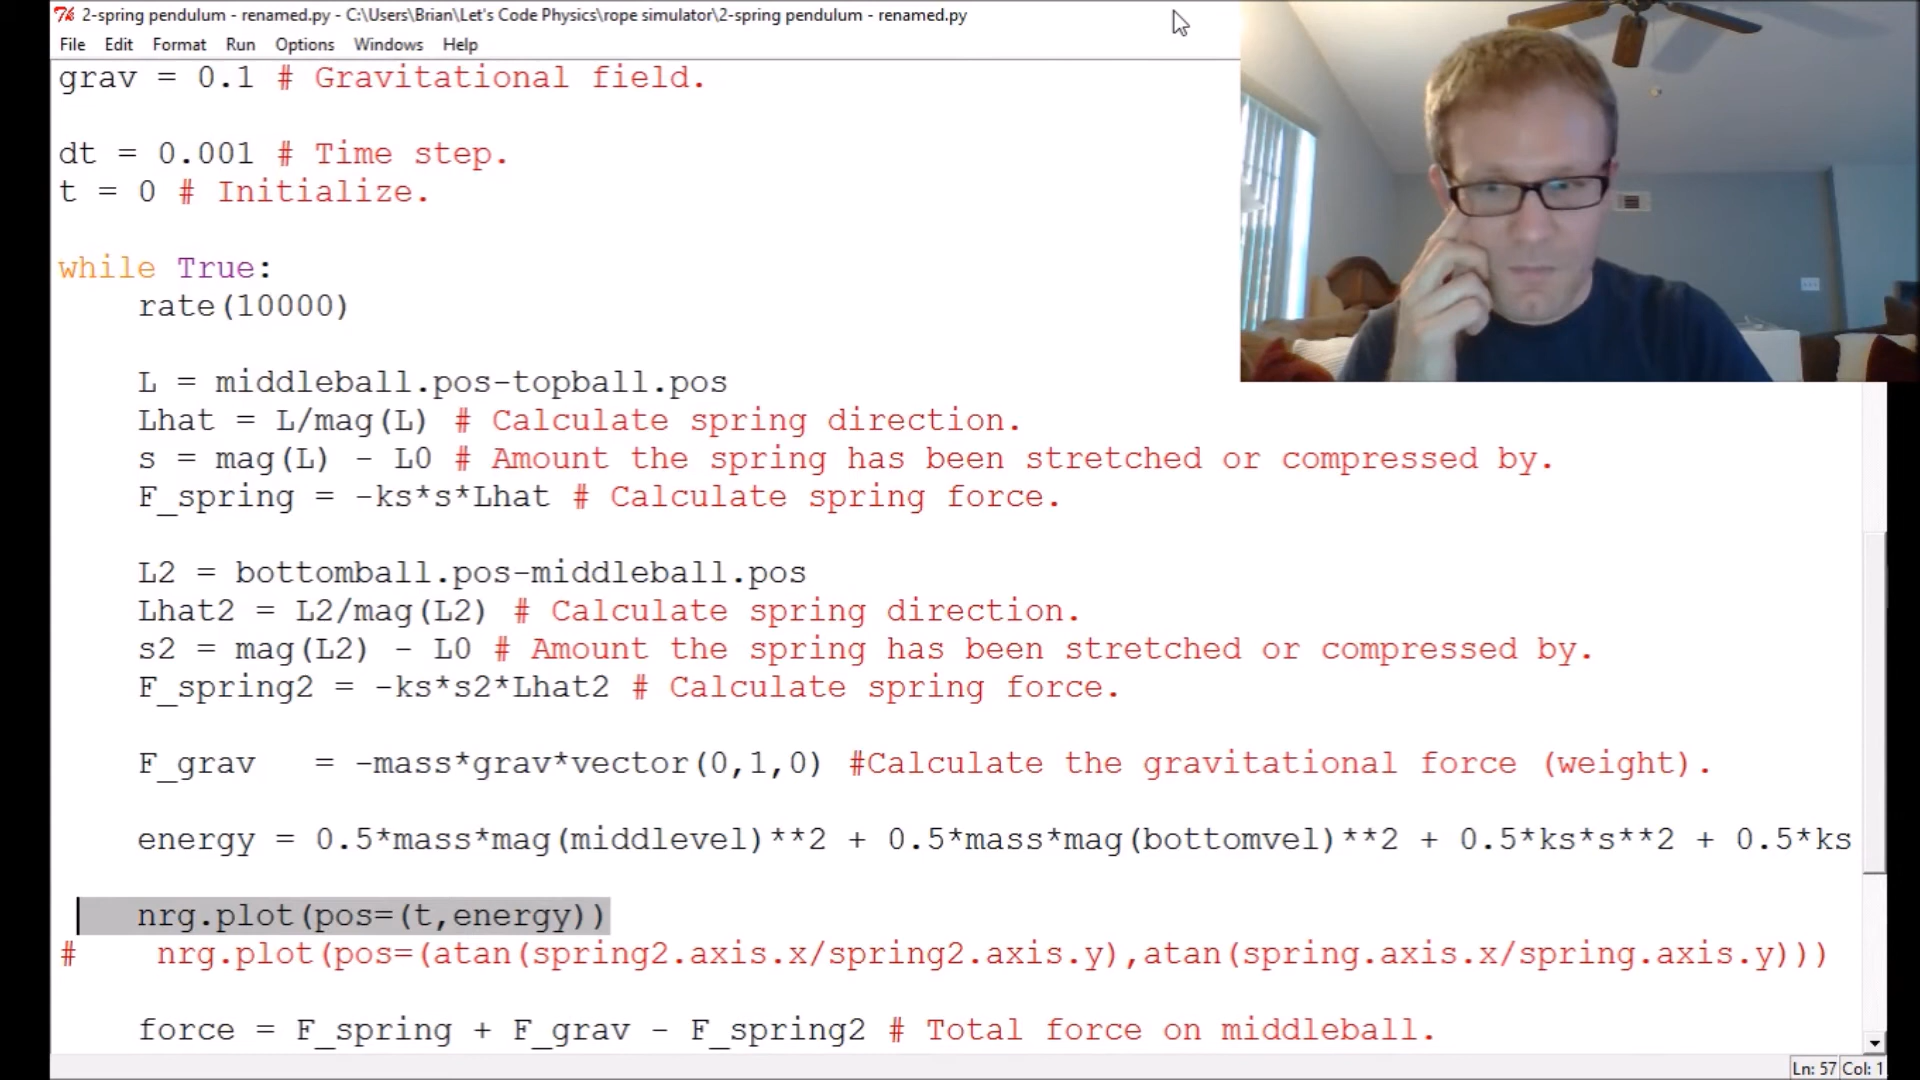 2-spring pendulum - renamed.py - C:\Users\Brian\Let's Code Physics\rope simulator\2-spring pendulum - renamed.py
File Edit Format Run Options Windows Help
grav = 0.1 # Gravitational field.
dt = 0.001 # Time step.
t = 0 # Initialize.
while True:
rate(10000)
L = middleball.pos-topball.pos
Lhat = L/mag(L) # Calculate spring direction.
s = mag(L) - L0 # Amount the spring has been stretched or compressed by.
F_spring = -ks*s*Lhat # Calculate spring force.
L2 = bottomball.pos-middleball.pos
Lhat2 = L2/mag(L2) # Calculate spring direction.
s2 = mag(L2) - L0 # Amount the spring has been stretched or compressed by.
F_spring2 = -ks*s2*Lhat2 # Calculate spring force.
F_grav   = -mass*grav*vector(0,1,0) #Calculate the gravitational force (weight).
energy = 0.5*mass*mag(middlevel)**2 + 0.5*mass*mag(bottomvel)**2 + 0.5*ks*s**2 + 0.5*ks
nrg.plot(pos=(t,energy))
#    nrg.plot(pos=(atan(spring2.axis.x/spring2.axis.y),atan(spring.axis.x/spring.axis.y)))
force = F_spring + F_grav - F_spring2 # Total force on middleball.
Ln: 57 Col: 1